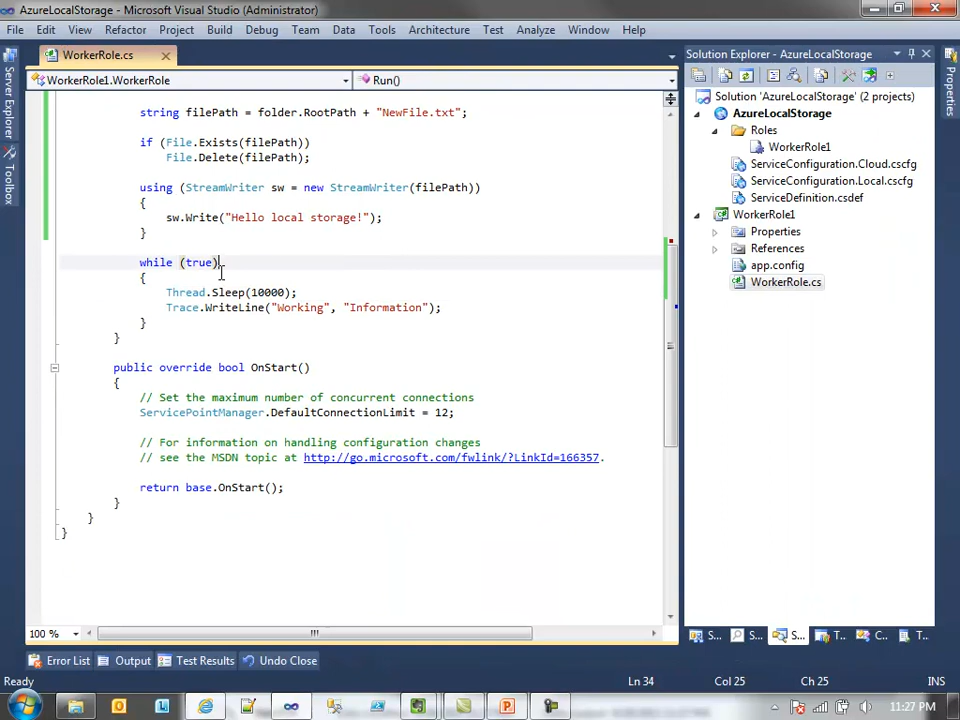 AzureLocalStorage - Microsoft Visual Studio (Administrator)
File Edit View Refactor Project Build Debug Team Data Tools Architecture Test Analyze Window Help
WorkerRole.cs
WorkerRole1.WorkerRole Run()
string filePath = folder.RootPath + "NewFile.txt";
if (File.Exists(filePath))
File.Delete(filePath);
using (StreamWriter sw = new StreamWriter(filePath))
{
sw.Write("Hello local storage!");
}
while (true)
{
Thread.Sleep(10000);
Trace.WriteLine("Working", "Information");
}
}
public override bool OnStart()
{
// Set the maximum number of concurrent connections
ServicePointManager.DefaultConnectionLimit = 12;
// For information on handling configuration changes
// see the MSDN topic at http://go.microsoft.com/fwlink/?LinkId=166357.
return base.OnStart();
}
}
}
100 %
Server Explorer
Toolbox
Solution Explorer - AzureLocalStorage
Solution 'AzureLocalStorage' (2 projects)
AzureLocalStorage
Roles
WorkerRole1
ServiceConfiguration.Cloud.cscfg
ServiceConfiguration.Local.cscfg
ServiceDefinition.csdef
WorkerRole1
Properties
References
app.config
WorkerRole.cs
S... S... S... T... C... T...
Properties
Error List Output Test Results Undo Close
Ready Ln 34 Col 25 Ch 25 INS
11:27 PM